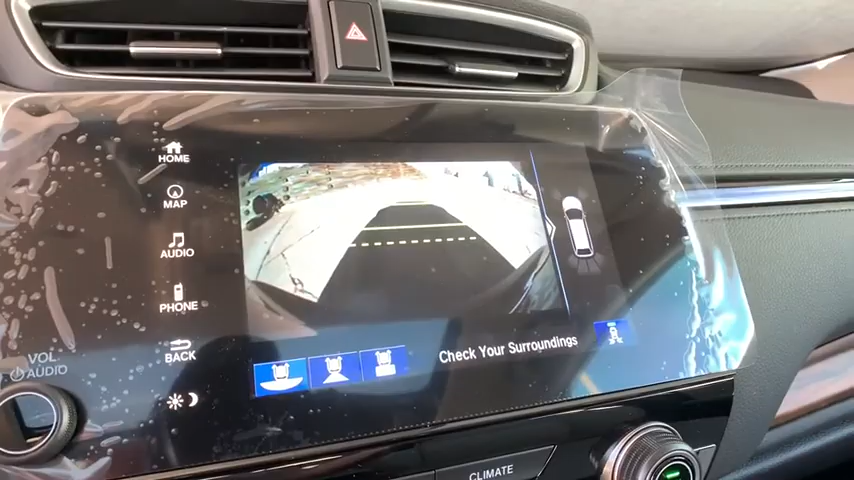 HOME
MAP
AUDIO
PHONE
BACK
VOL
AUDIO
Check Your Surroundings
CLIMATE